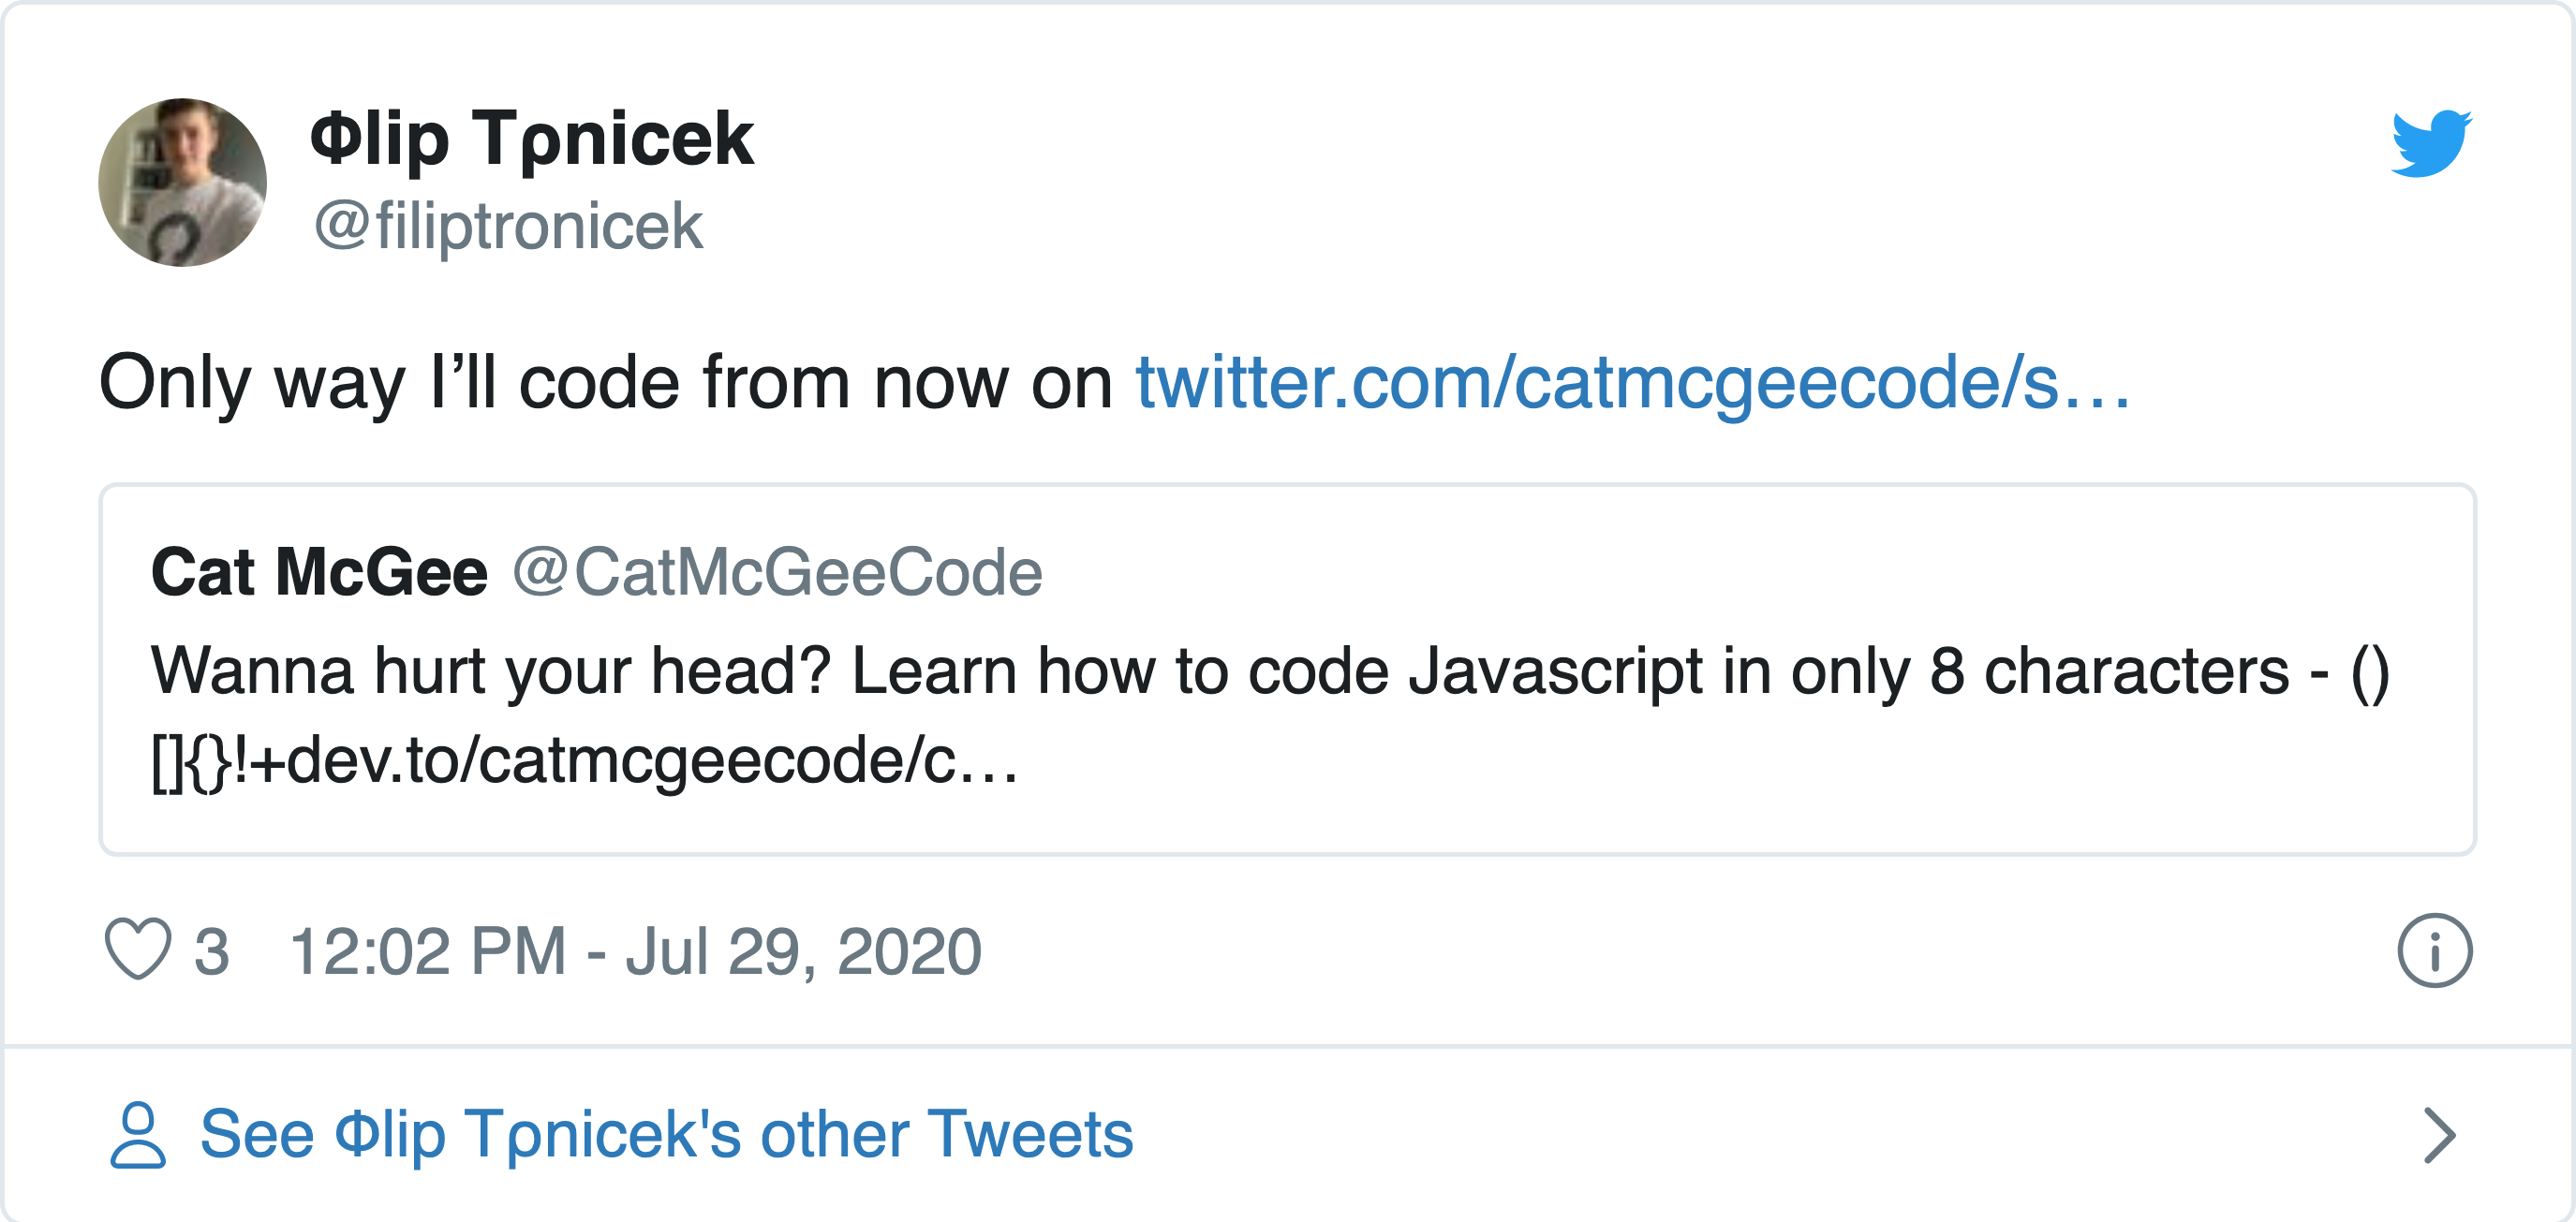 Φlip Tρnicek
@filiptronicek
Only way I’ll code from now on twitter.com/catmcgeecode/s…
Cat McGee @CatMcGeeCode
Wanna hurt your head? Learn how to code Javascript in only 8 characters - ()
[]{}!+dev.to/catmcgeecode/c…
3 12:02 PM - Jul 29, 2020
See Φlip Tρnicek's other Tweets